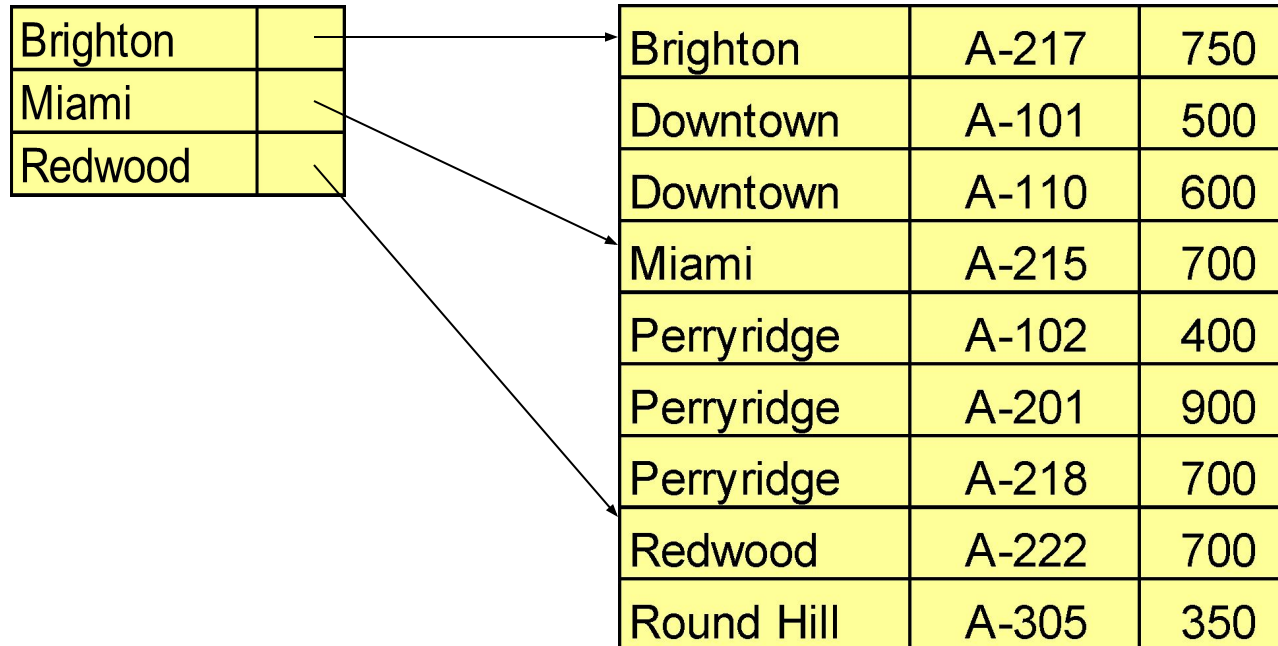 Brighton
Miami
Redwood
Brighton A-217 750
Downtown A-101 500
Downtown A-110 600
Miami A-215 700
Perryridge A-102 400
Perryridge A-201 900
Perryridge A-218 700
Redwood A-222 700
Round Hill A-305 350